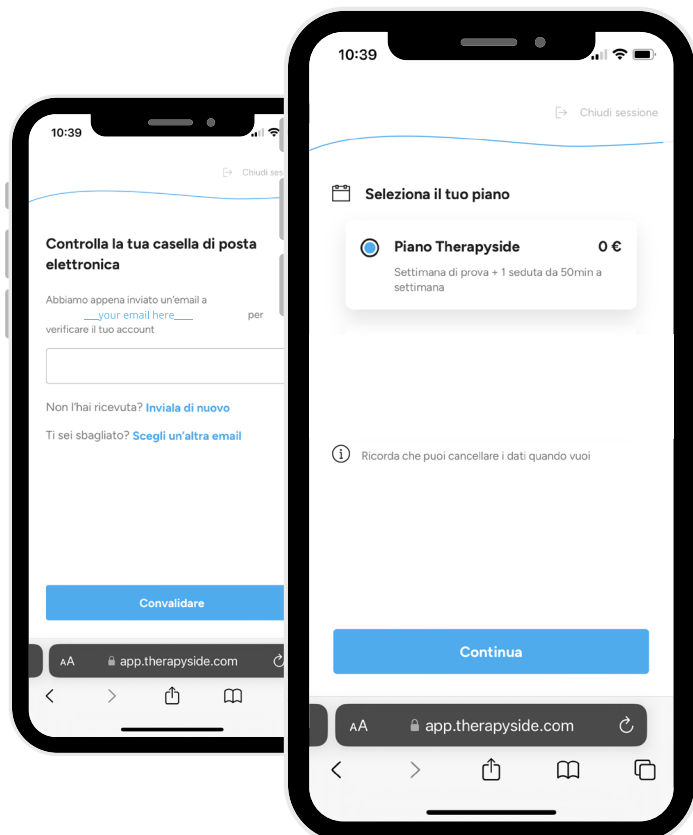 10:39
Chiudi ses
Controlla la tua casella di posta
elettronica
Abbiamo appena inviato un'email a
___your email here____ per
verificare il tuo account
Non l'hai ricevuta? Inviala di nuovo
Ti sei sbagliato? Scegli un'altra email
Convalidare
AA app.therapyside.com
10:39
Chiudi sessione
Seleziona il tuo piano
Piano Therapyside 0 €
Settimana di prova + 1 seduta da 50min a
settimana
Ricorda che puoi cancellare i dati quando vuoi
Continua
AA app.therapyside.com